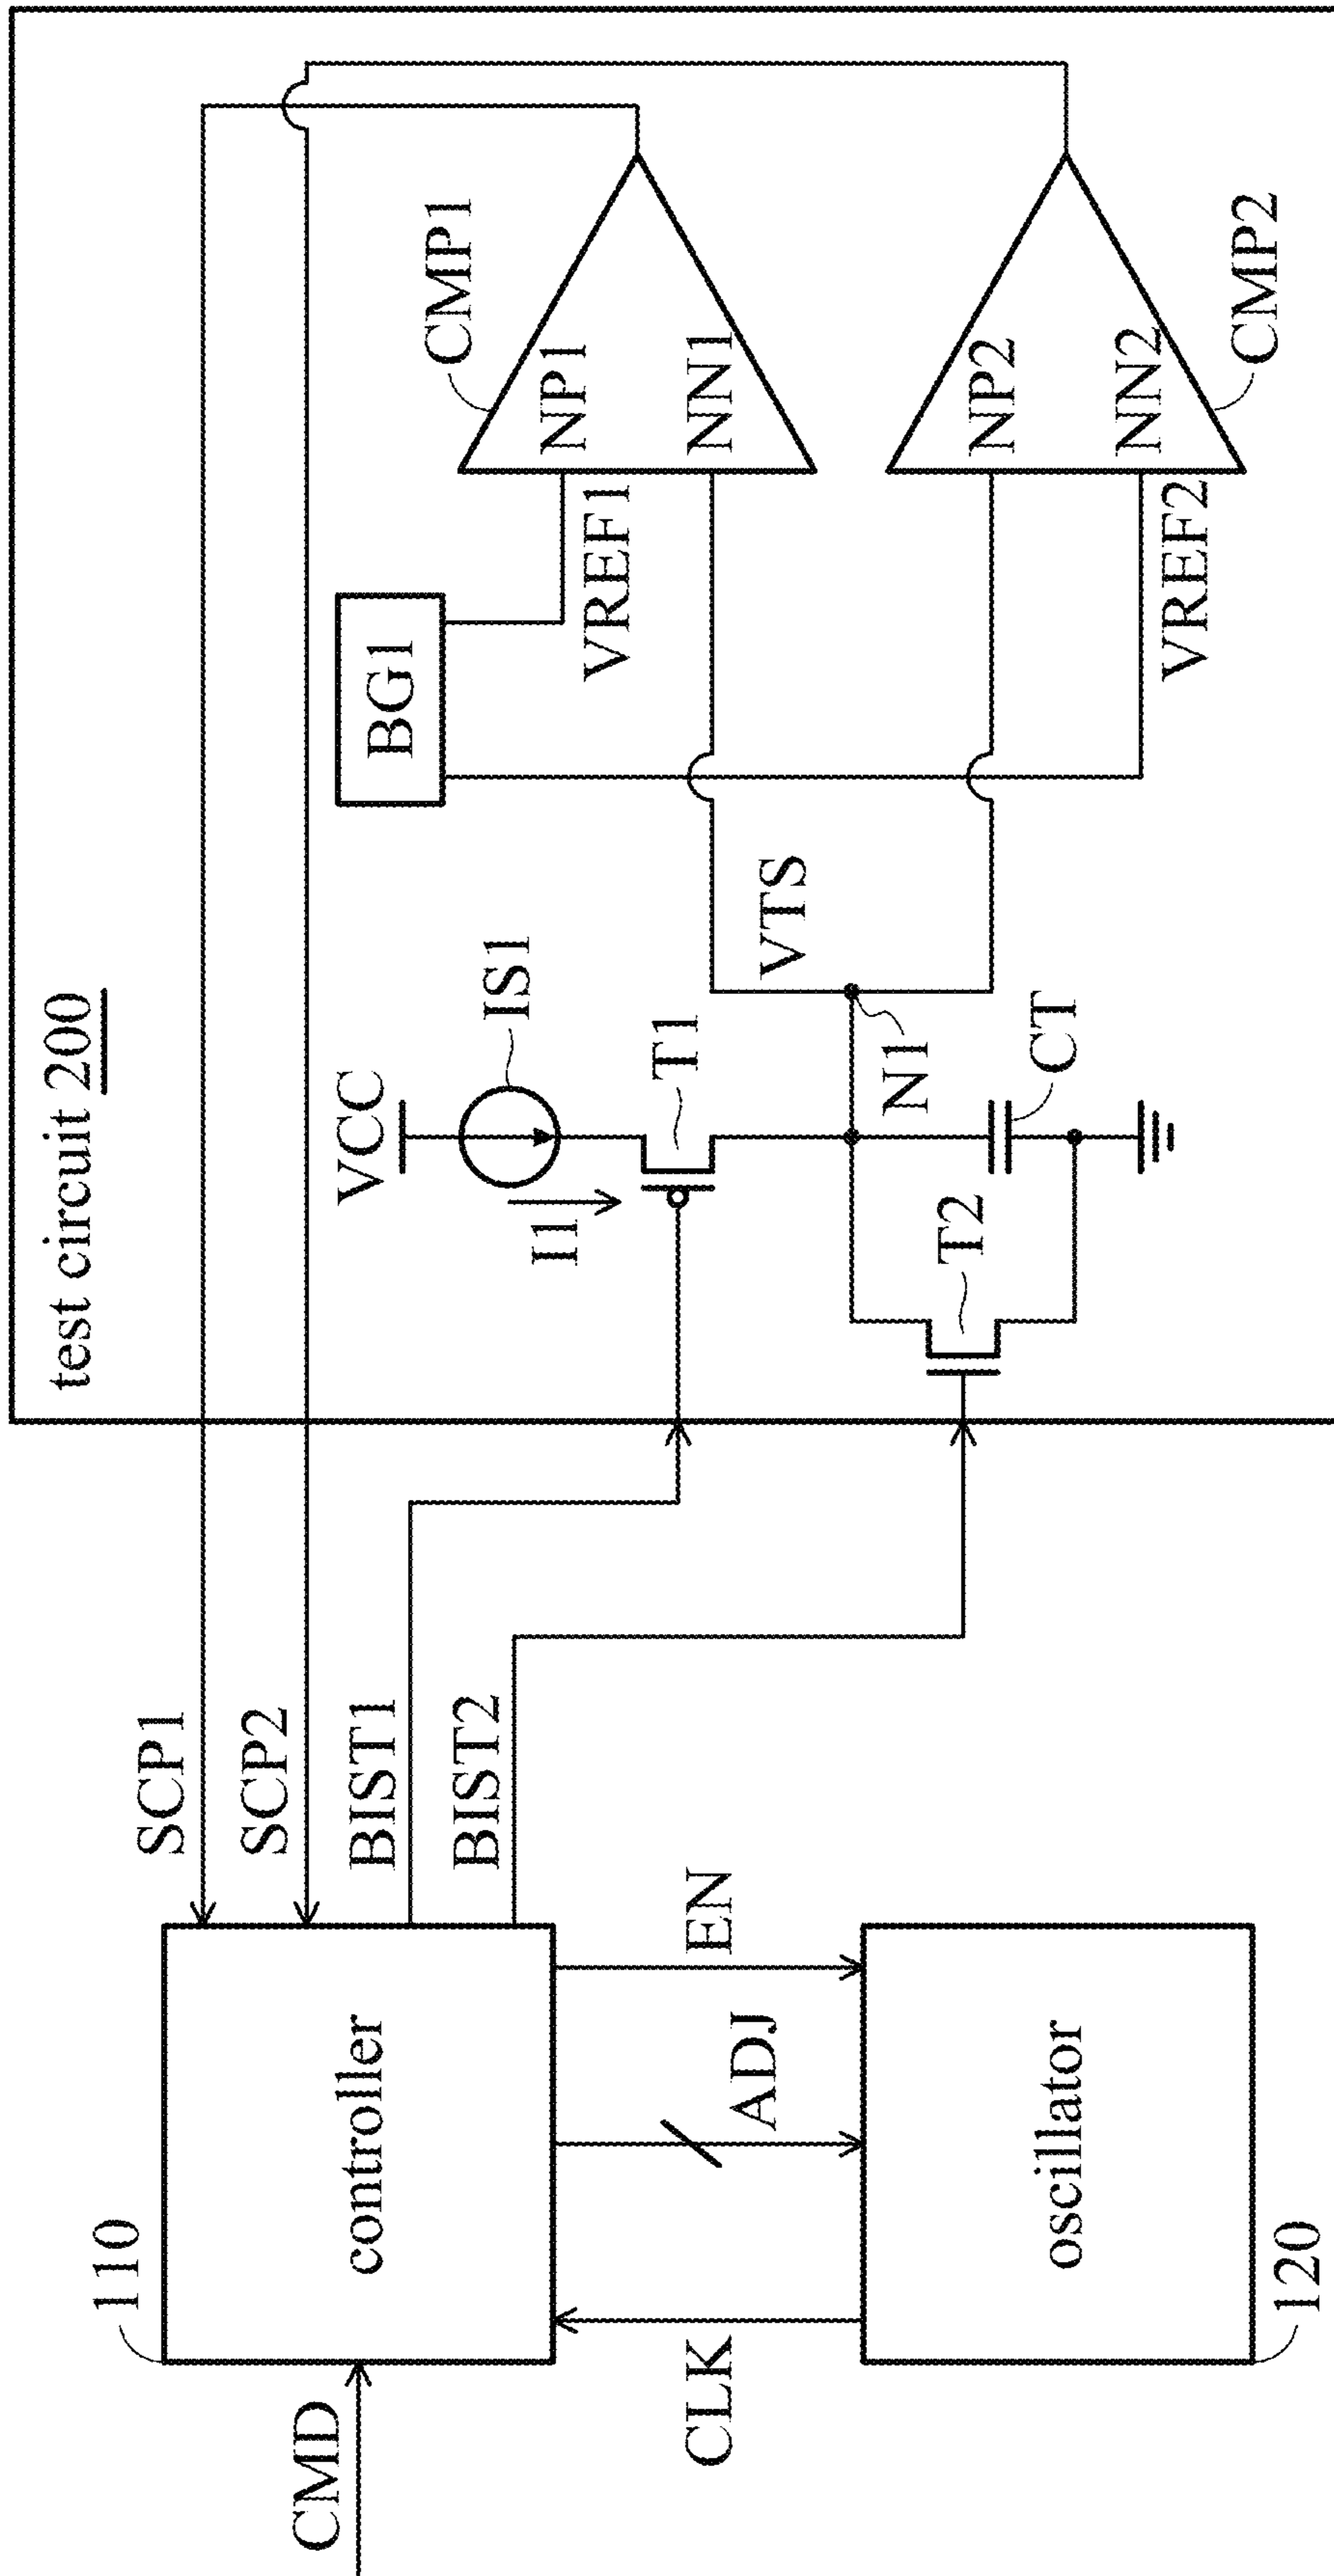 test circuit 200
SCP1
SCP2
BIST1
BIST2
CMD
110
controller
CLK
ADJ
EN
oscillator
120
VCC
IS1
I1
T1
T2
N1
CT
VTS
BG1
VREF1
VREF2
NP1
NN1
CMP1
NP2
NN2
CMP2